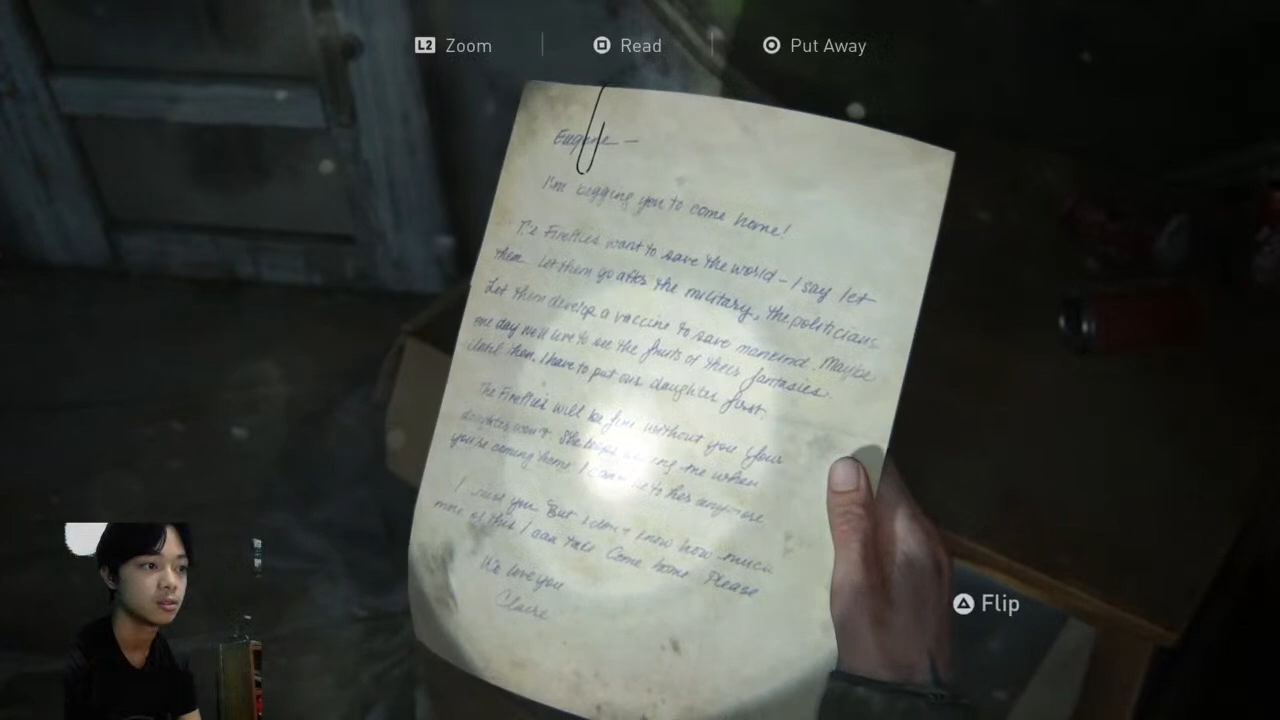 L2 Zoom
Read
Put Away
Eugene —
I'm begging you to come home!
The Fireflies want to save the world - I say let
them. Let them go after the military, the politicians.
Let them develop a vaccine to save mankind. Maybe
one day we'll live to see the fruits of their fantasies.
Until then, I have to put our daughter first.
The Fireflies will be fine without you. Your
daughter won't. She keeps asking me when
you're coming home. I can't lie to her anymore.
I miss you. But I don't know how much
more of this I can take. Come home. Please
We love you
Claire
Flip